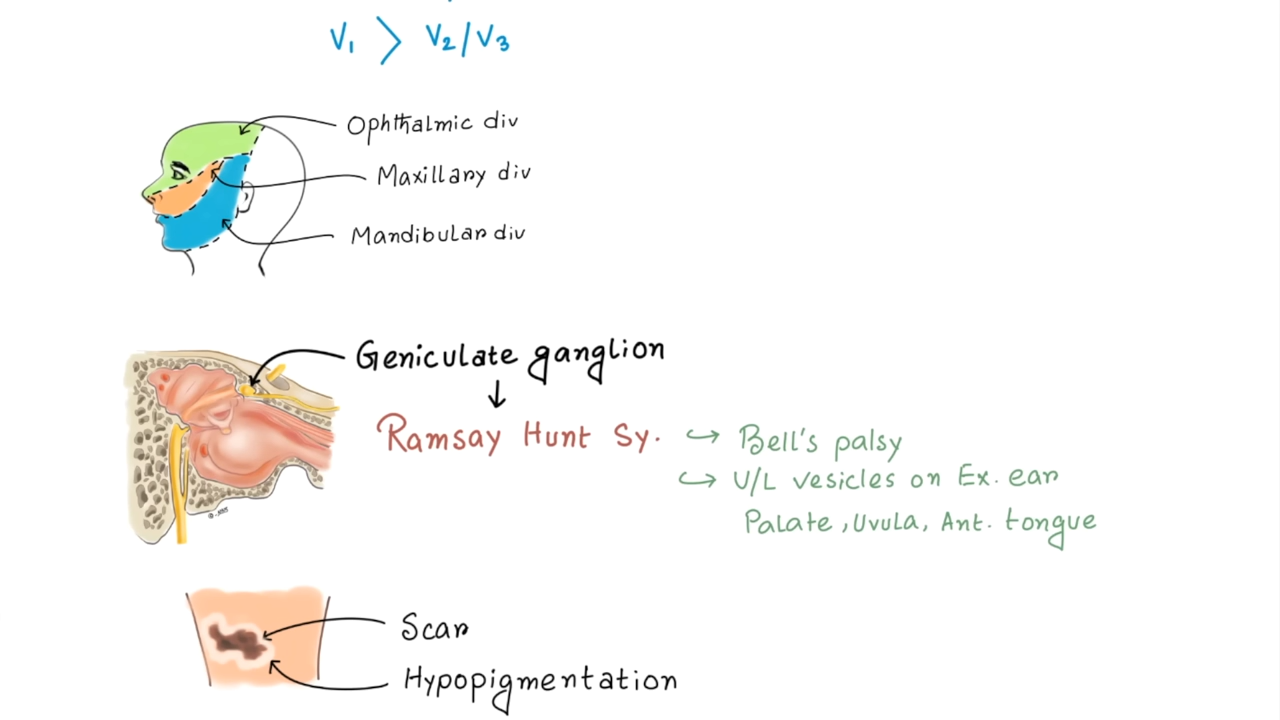 V₁ > V₂/V₃
Ophthalmic div
Maxillary div
Mandibular div
Geniculate ganglion
↓
Ramsay Hunt Sy. ↪ Bell's palsy
↪ U/L vesicles on Ex. ear
Palate, Uvula, Ant. tongue
Scar
Hypopigmentation